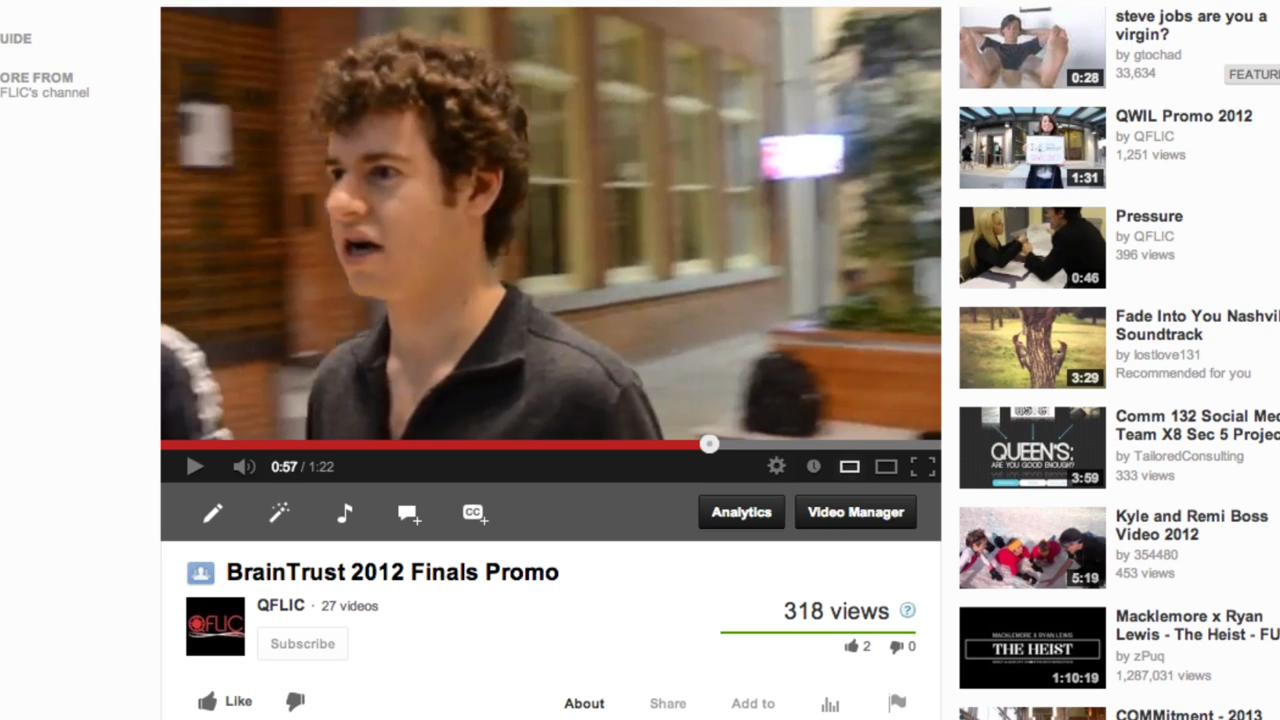 UIDE
ORE FROM
FLIC's channel
0:57 / 1:22
CC
Analytics
Video Manager
BrainTrust 2012 Finals Promo
QFLIC
QFLIC · 27 videos
Subscribe
318 views ?
2 0
Like
About
Share
Add to
0:28
steve jobs are you a
virgin?
by gtochad
33,634
FEATUR
1:31
QWIL Promo 2012
by QFLIC
1,251 views
0:46
Pressure
by QFLIC
396 views
3:29
Fade Into You Nashvil
Soundtrack
by lostlove131
Recommended for you
QUEEN'S:
ARE YOU GOOD ENOUGH?
3:59
Comm 132 Social Med
Team X8 Sec 5 Projec
by TailoredConsulting
333 views
5:19
Kyle and Remi Boss
Video 2012
by 354480
453 views
MACKLEMORE X RYAN LEWIS
THE HEIST
1:10:19
Macklemore x Ryan
Lewis - The Heist - FU
by zPuq
1,287,031 views
COMMitment - 2013